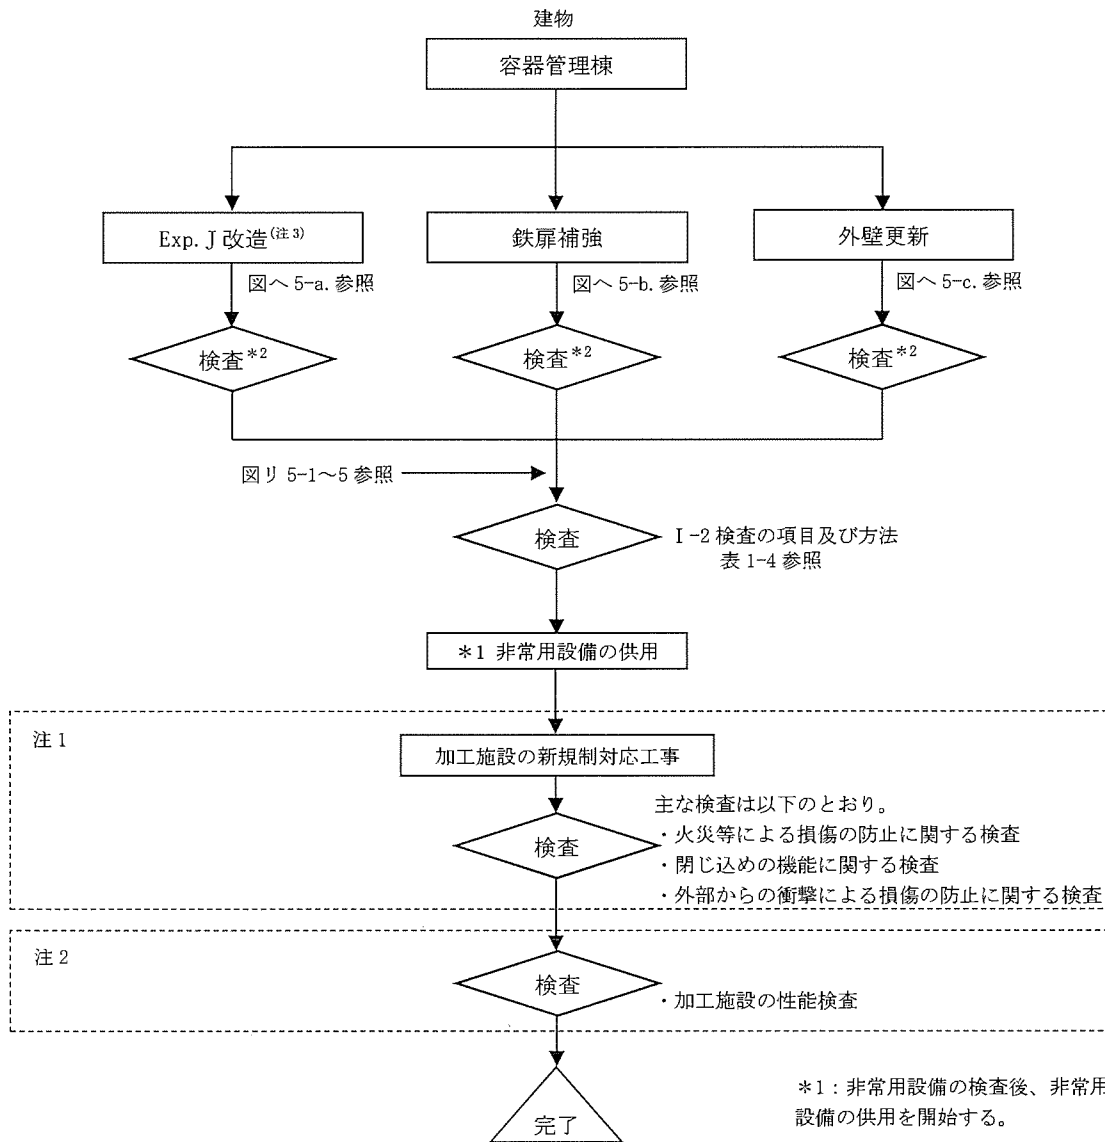 建物
容器管理棟
Exp. J 改造(注3)
鉄扉補強
外壁更新
図へ 5-a. 参照
図へ 5-b. 参照
図へ 5-c. 参照
検査*2
検査*2
検査*2
図リ 5-1～5 参照
検査
Ⅰ-2 検査の項目及び方法
表 1-4 参照
*1 非常用設備の供用
注1
加工施設の新規制対応工事
検査
主な検査は以下のとおり。
・火災等による損傷の防止に関する検査
・閉じ込めの機能に関する検査
・外部からの衝撃による損傷の防止に関する検査
注2
検査
・加工施設の性能検査
完了
*1：非常用設備の検査後、非常用
設備の供用を開始する。